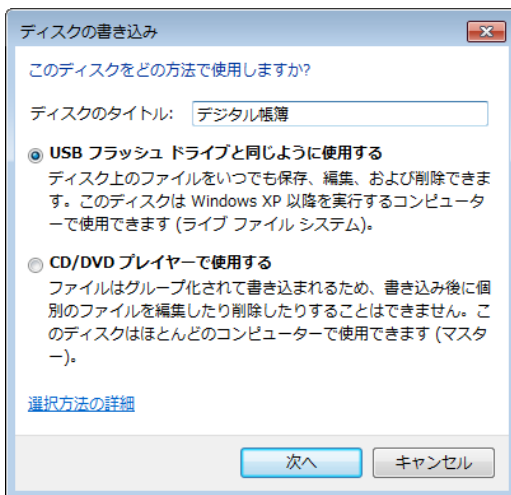 ディスクの書き込み
このディスクをどの方法で使用しますか?
ディスクのタイトル: デジタル帳簿
USB フラッシュ ドライブと同じように使用する
ディスク上のファイルをいつでも保存、編集、および削除できま
す。このディスクは Windows XP 以降を実行するコンピュータ
ーで使用できます (ライブ ファイル システム)。
CD/DVD プレイヤーで使用する
ファイルはグループ化されて書き込まれるため、書き込み後に個
別のファイルを編集したり削除したりすることはできません。こ
のディスクはほとんどのコンピューターで使用できます (マスタ
ー)。
選択方法の詳細
次へ キャンセル